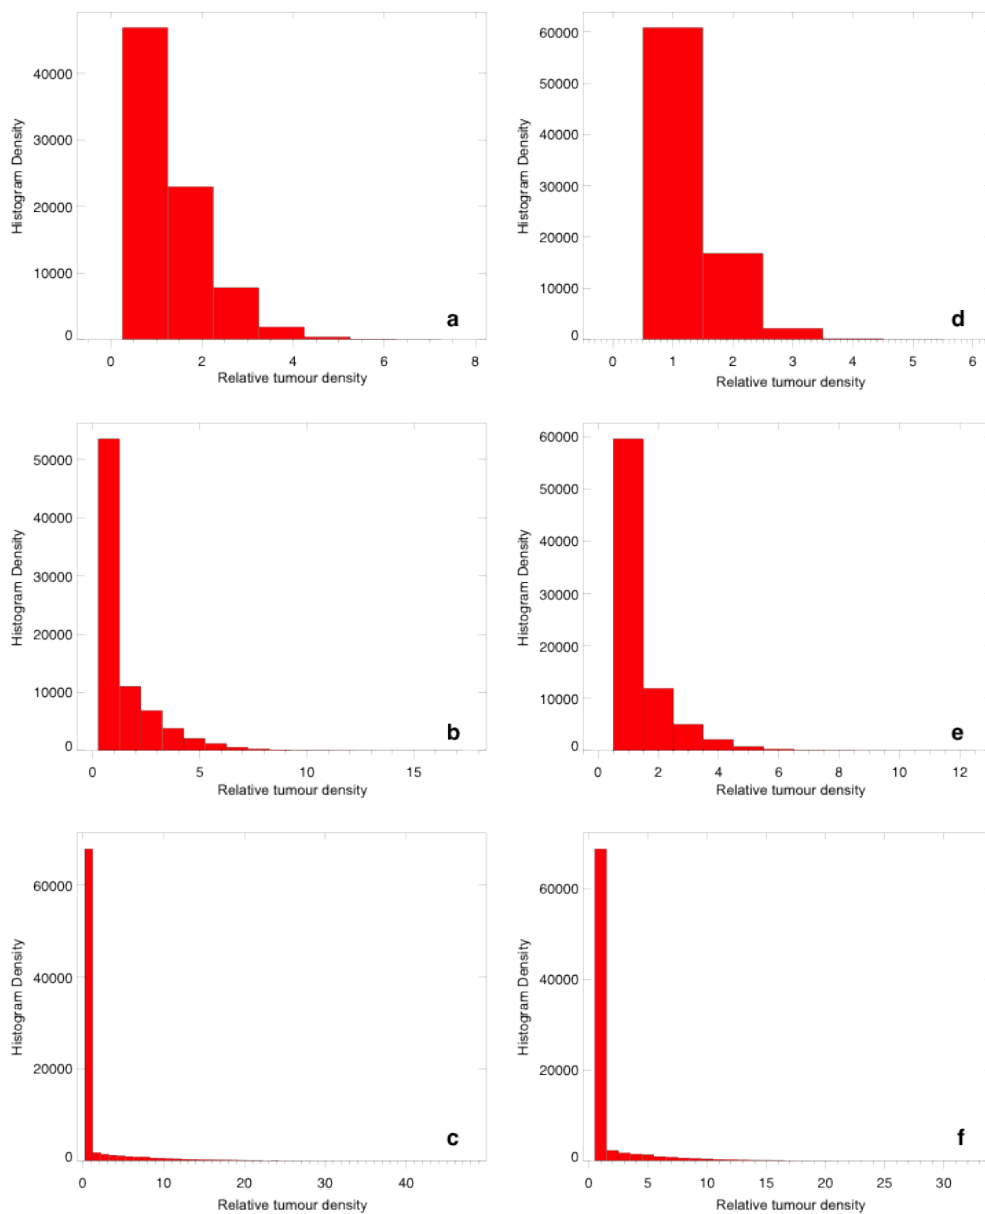 40000
30000
20000
10000
0
Histogram Density
a
0 2 4 6 8
Relative tumour density
60000
50000
40000
30000
20000
10000
0
Histogram Density
d
0 1 2 3 4 5 6
Relative tumour density
50000
40000
30000
20000
10000
0
Histogram Density
b
0 5 10 15
Relative tumour density
60000
50000
40000
30000
20000
10000
0
Histogram Density
e
0 2 4 6 8 10 12
Relative tumour density
60000
40000
20000
0
Histogram Density
c
0 10 20 30 40
Relative tumour density
60000
40000
20000
0
Histogram Density
f
0 5 10 15 20 25 30
Relative tumour density